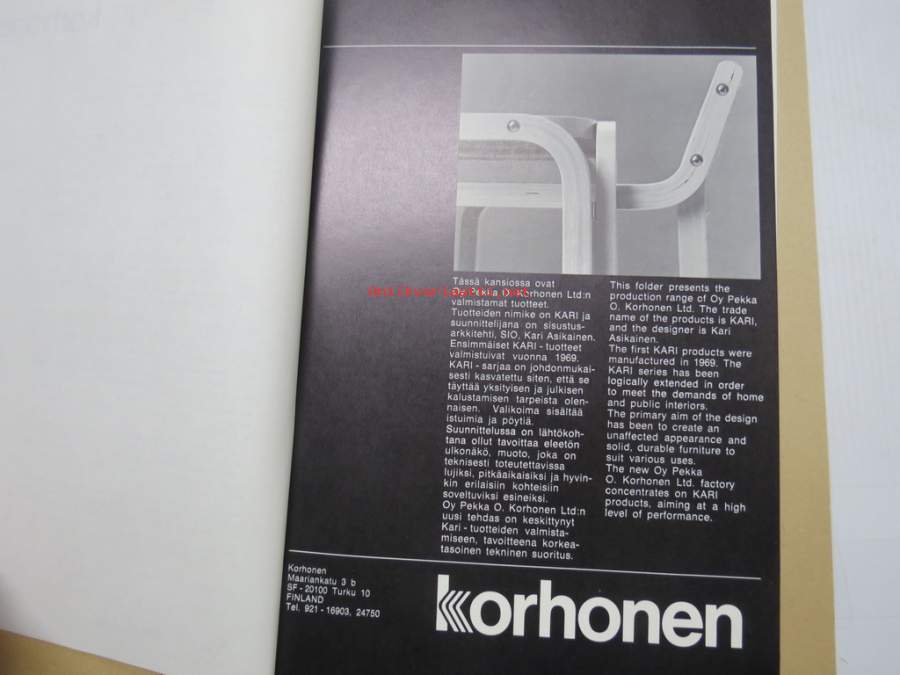 Tässä kansiossa ovat
Oy Pekka O. Korhonen Ltd:n
valmistamat tuotteet.
Tuotteiden nimike on KARI ja
suunnittelijana on sisustus-
arkkitehti, SIO, Kari Asikainen.
Ensimmäiset KARI - tuotteet
valmistuivat vuonna 1969.
KARI - sarjaa on johdonmukai-
sesti kasvatettu siten, että se
täyttää yksityisen ja julkisen
kalustamisen tarpeista olen-
naisen. Valikoima sisältää
istuimia ja pöytiä.
Suunnittelussa on lähtökoh-
tana ollut tavoittaa eleetön
ulkonäkö, muoto, joka on
teknisesti toteutettavissa
lujiksi, pitkäaikaisiksi ja hyvin-
kin erilaisiin kohteisiin
soveltuviksi esineiksi.
Oy Pekka O. Korhonen Ltd:n
uusi tehdas on keskittynyt
Kari - tuotteiden valmista-
miseen, tavoitteena korkea-
tasoinen tekninen suoritus.
This folder presents the
production range of Oy Pekka
O. Korhonen Ltd. The trade
name of the products is KARI,
and the designer is Kari
Asikainen.
The first KARI products were
manufactured in 1969. The
KARI series has been
logically extended in order
to meet the demands of home
and public interiors.
The primary aim of the design
has been to create an
unaffected appearance and
solid, durable furniture to
suit various uses.
The new Oy Pekka
O. Korhonen Ltd. factory
concentrates on KARI
products, aiming at a high
level of performance.
Korhonen
Maariankatu 3 b
SF - 20100 Turku 10
FINLAND
Tel. 921 - 16903, 24750
korhonen